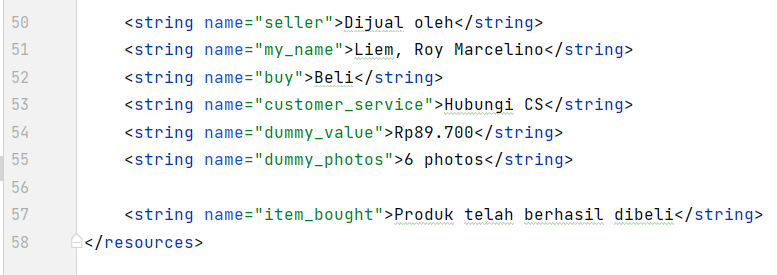 50 <string name="seller">Dijual oleh</string>
51 <string name="my_name">Liem, Roy Marcelino</string>
52 <string name="buy">Beli</string>
53 <string name="customer_service">Hubungi CS</string>
54 <string name="dummy_value">Rp89.700</string>
55 <string name="dummy_photos">6 photos</string>
56
57 <string name="item_bought">Produk telah berhasil dibeli</string>
58 </resources>